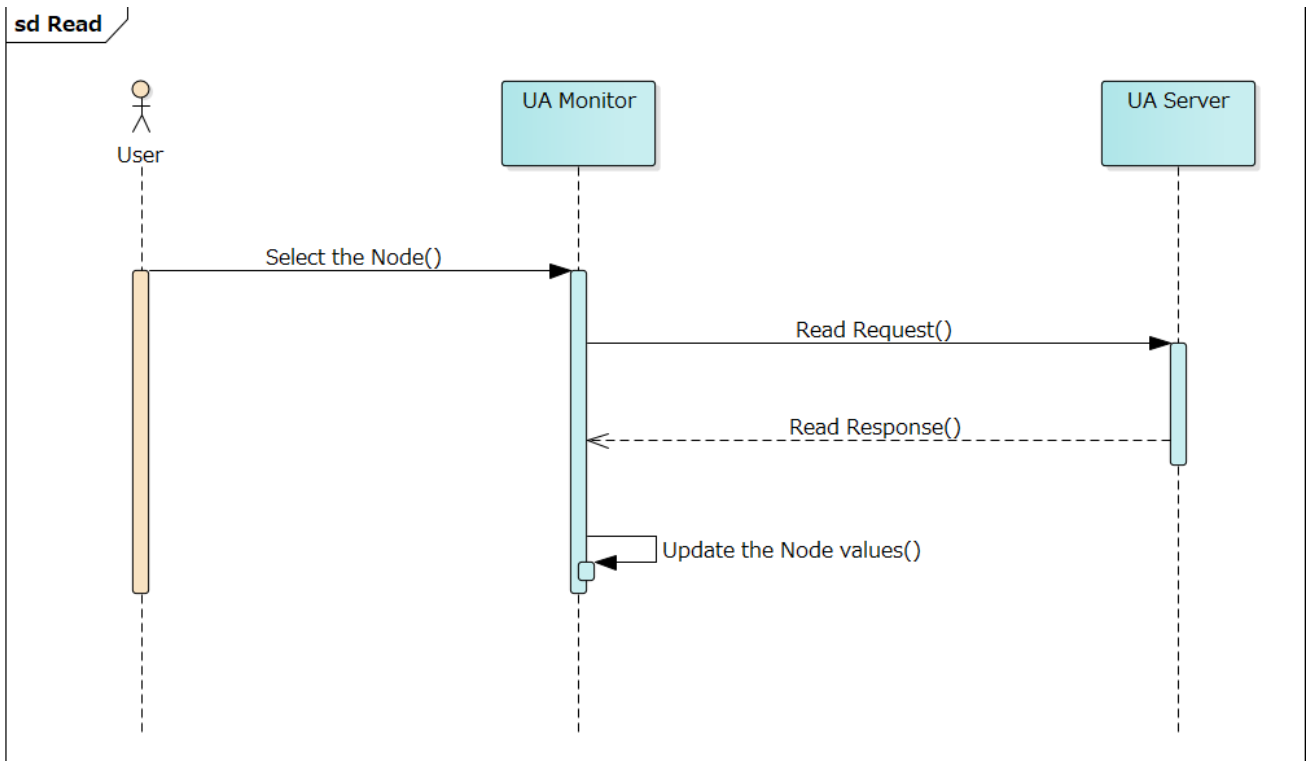 sd Read
User
UA Monitor
UA Server
Select the Node()
Read Request()
Read Response()
Update the Node values()